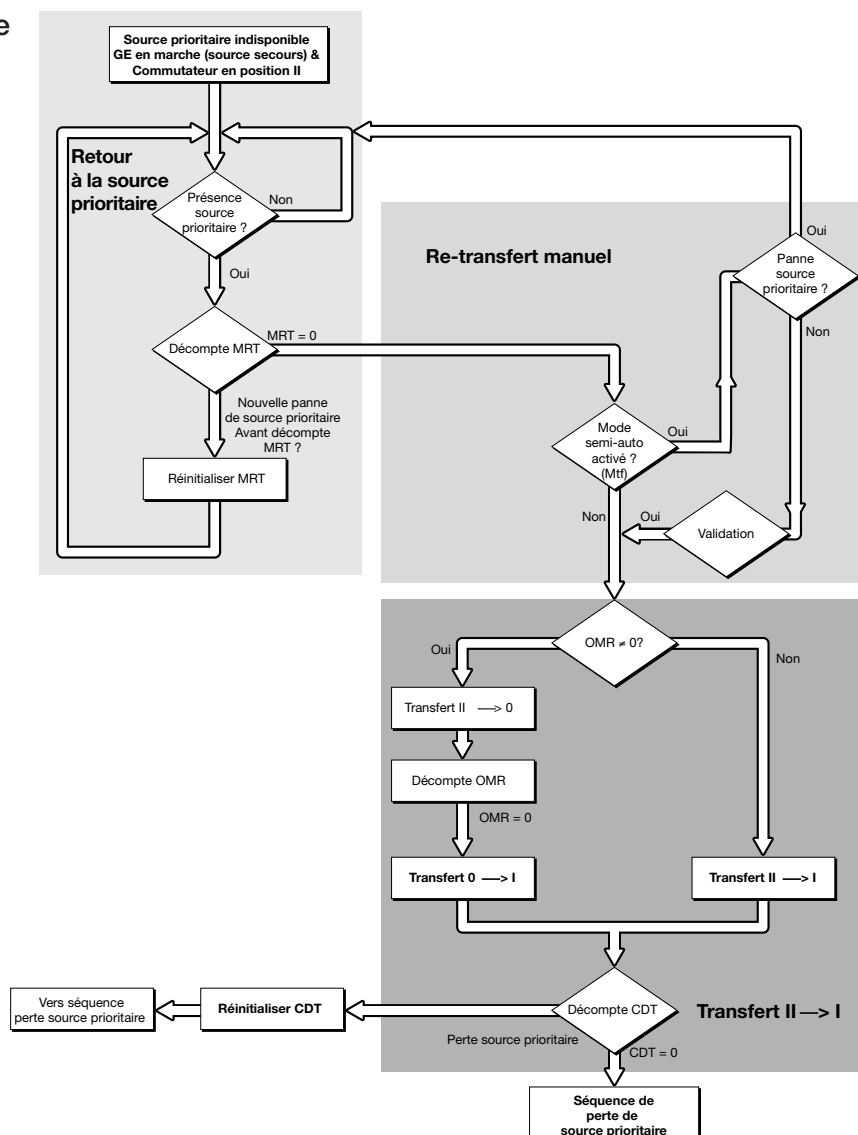 e
Source prioritaire indisponible
GE en marche (source secours) &
Commutateur en position II
Retour
à la source
prioritaire
Présence
source
prioritaire ?
Non
Oui
Re-transfert manuel
Oui
Panne
source
prioritaire ?
Non
Décompte MRT
MRT = 0
Nouvelle panne
de source prioritaire
Avant décompte
MRT ?
Réinitialiser MRT
Mode
semi-auto
activé ?
(Mtf)
Oui
Non
Oui
Validation
OMR ≠ 0?
Oui
Non
Transfert II —> 0
Décompte OMR
OMR = 0
Transfert 0 —> I
Transfert II —> I
Vers séquence
perte source prioritaire
Réinitialiser CDT
Décompte CDT
Transfert II —> I
Perte source prioritaire
CDT = 0
Séquence de
perte de
source prioritaire